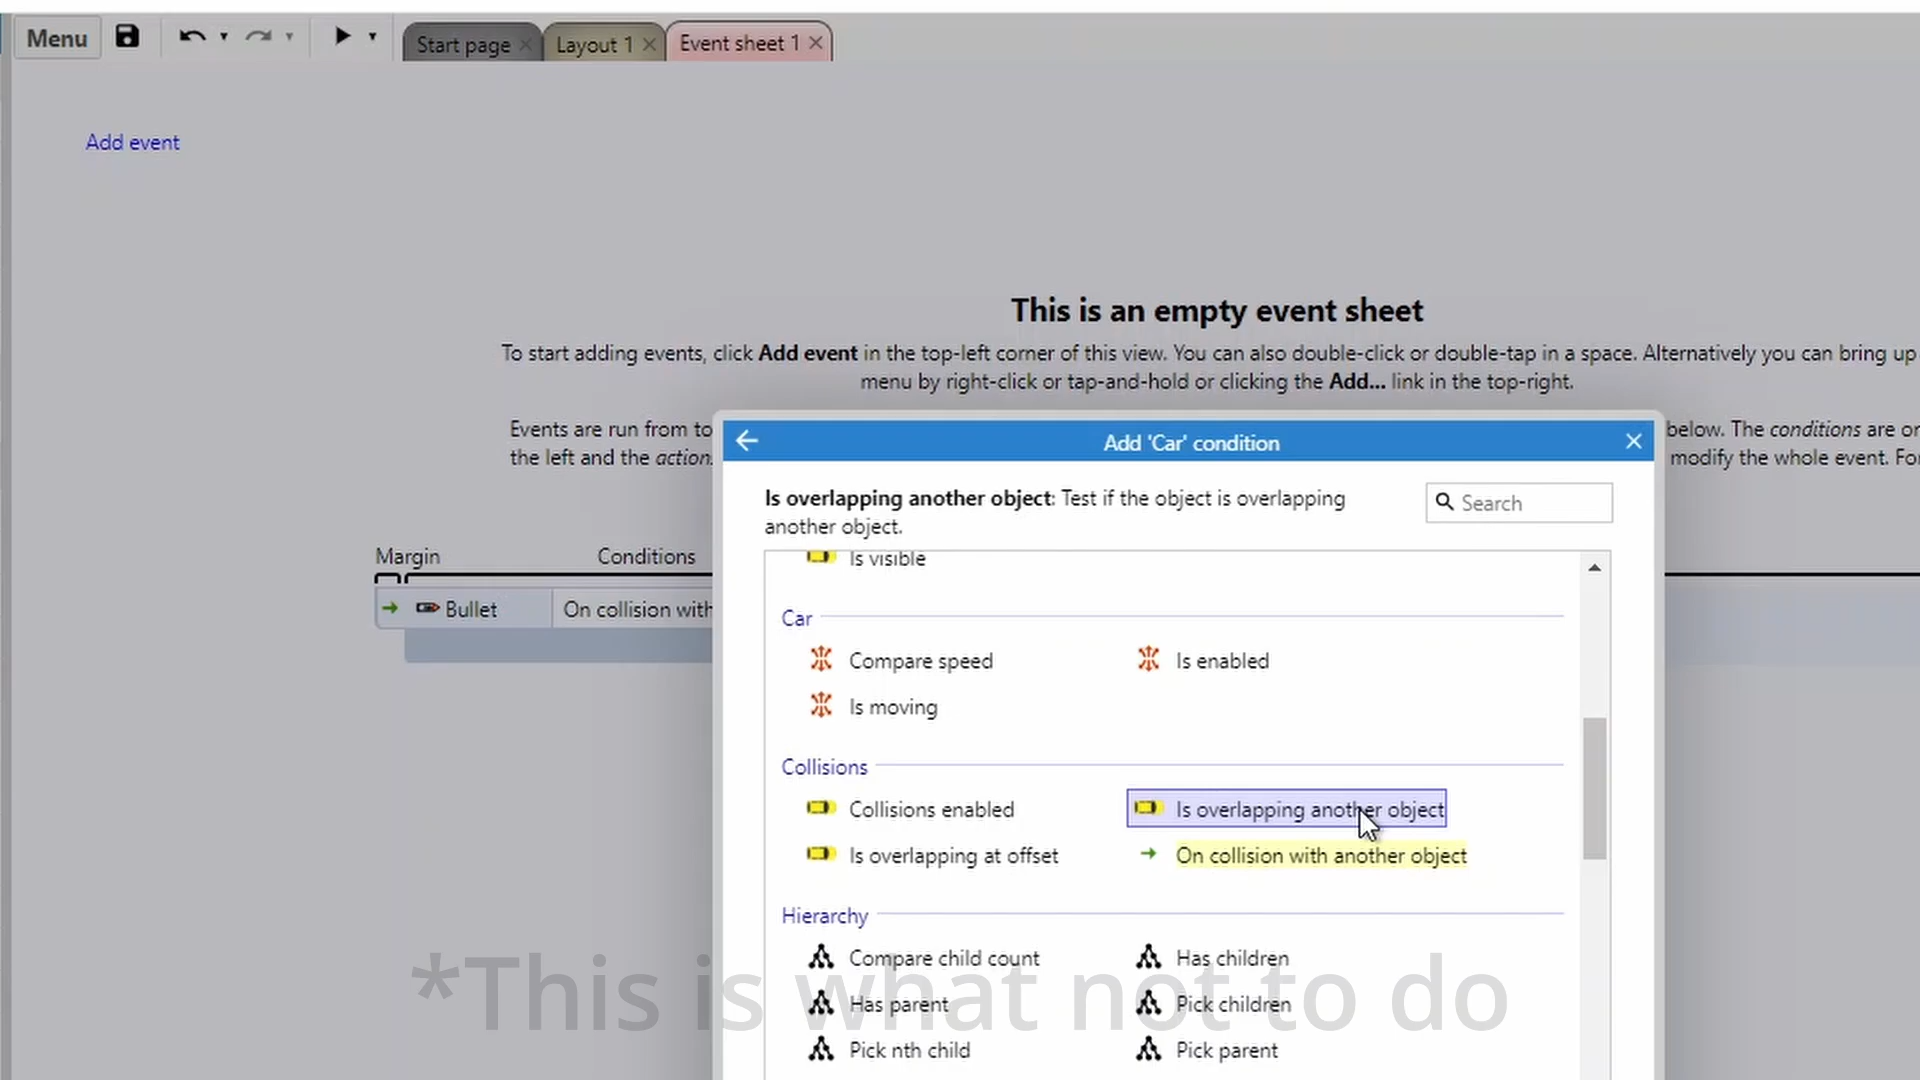 Menu
Start page
Layout 1
Event sheet 1
Add event
This is an empty event sheet
To start adding events, click Add event in the top-left corner of this view. You can also double-click or double-tap in a space. Alternatively you can bring up
menu by right-click or tap-and-hold or clicking the Add... link in the top-right.
Events are run from to below. The conditions are or
the left and the action. modify the whole event. For
Add 'Car' condition
Is overlapping another object: Test if the object is overlapping
another object.
Search
Margin
Conditions
Bullet
On collision with
Is visible
Car
Compare speed
Is enabled
Is moving
Collisions
Collisions enabled
Is overlapping another object
Is overlapping at offset
On collision with another object
Hierarchy
Compare child count
Has children
Has parent
Pick children
Pick nth child
Pick parent
*This is what not to do